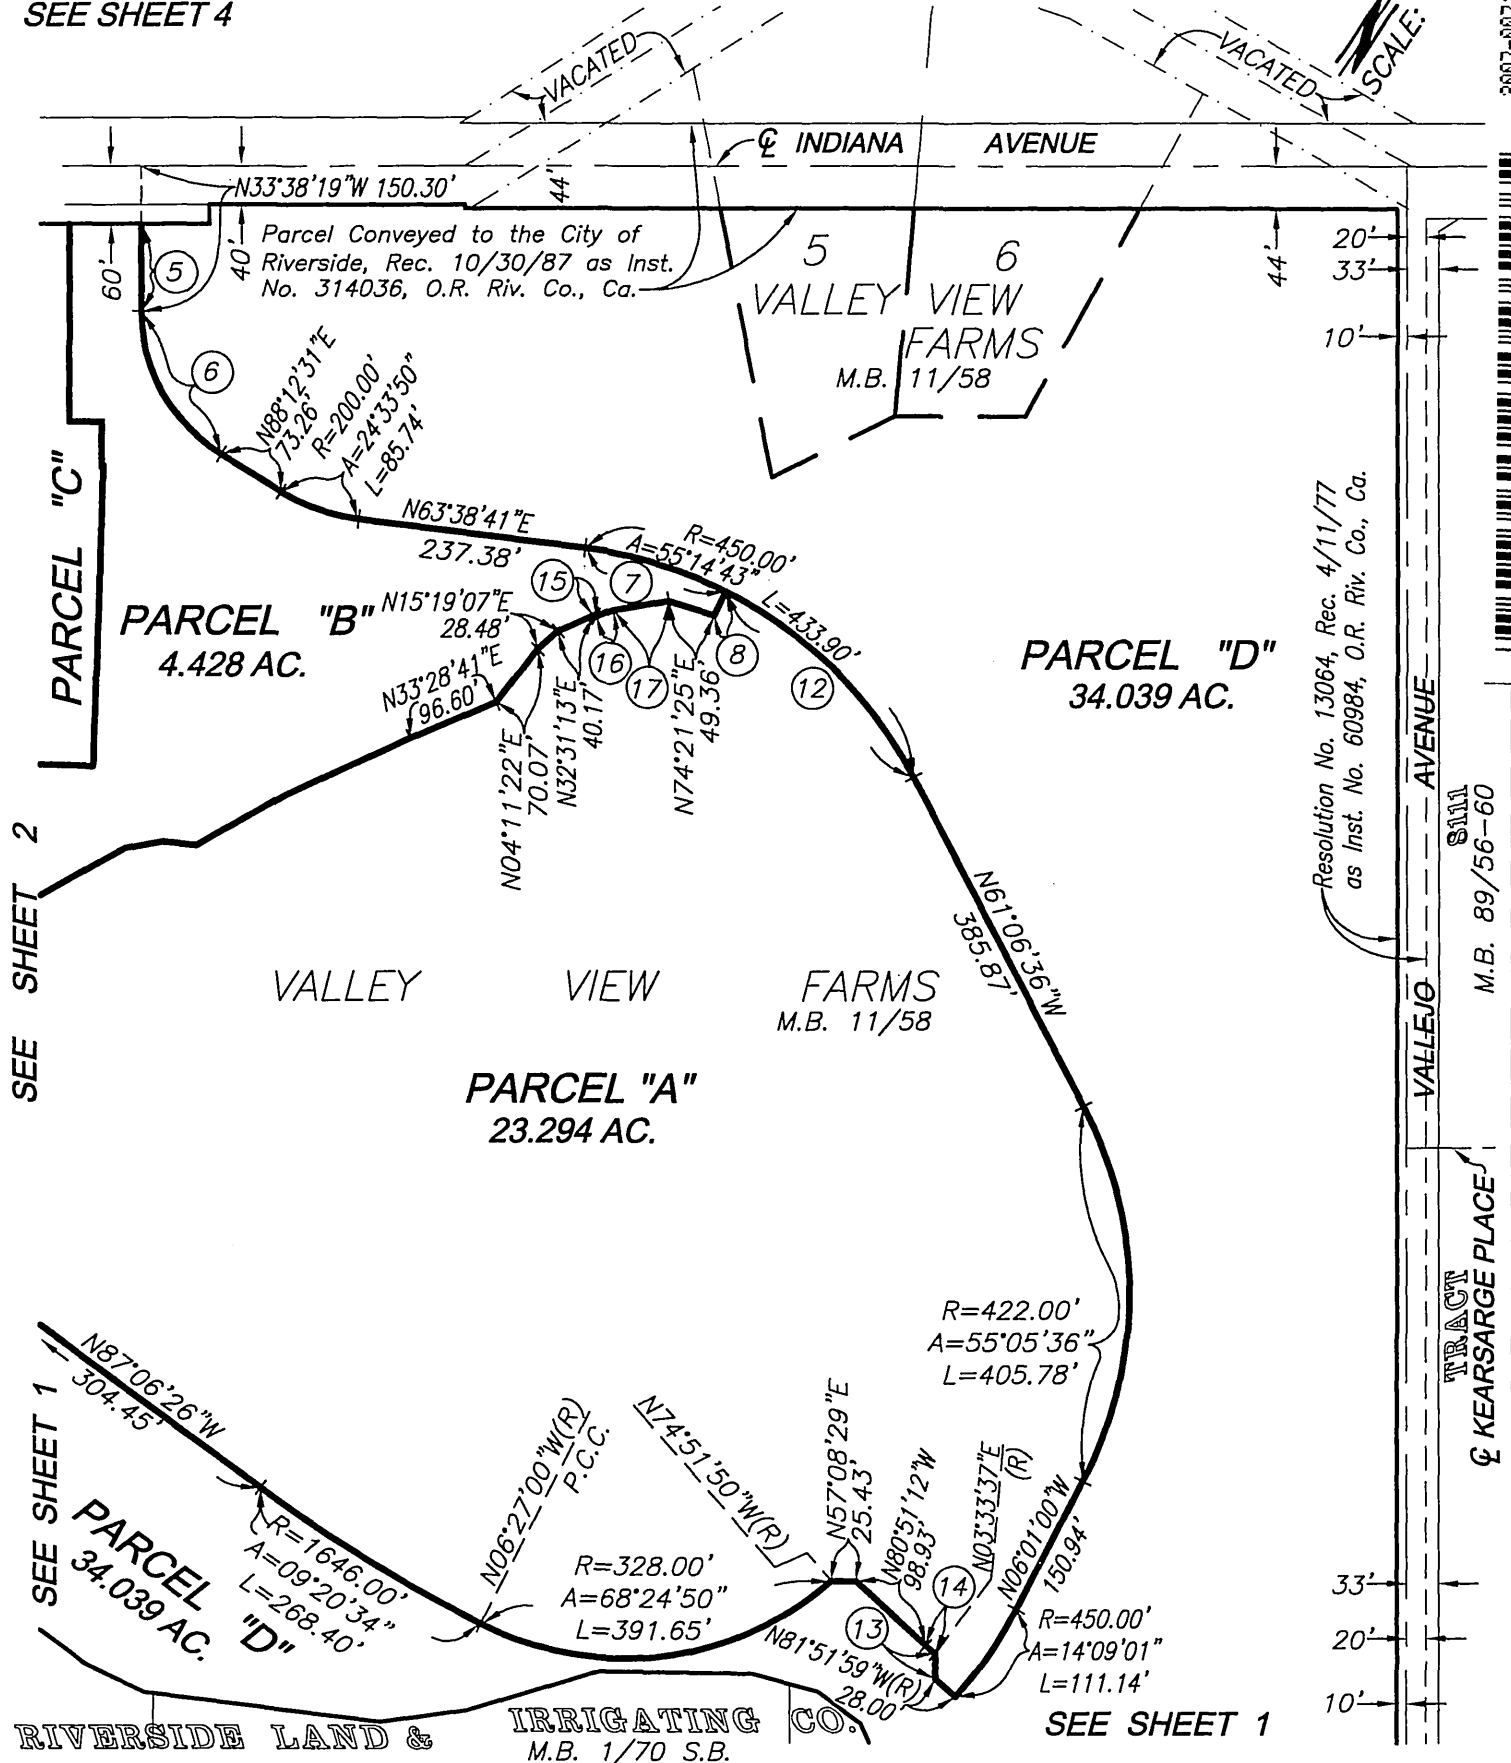 SEE SHEET 4
VACATED
VACATED
SCALE:
℄ INDIANA AVENUE
N33°38'19"W 150.30'
44'
60'
40'
44'
Parcel Conveyed to the City of
Riverside, Rec. 10/30/87 as Inst.
No. 314036, O.R. Riv. Co., Ca.
5
6
VALLEY VIEW
FARMS
M.B. 11/58
20'
33'
10'
5
6
N88°12'31"E
73.26'
R=200.00'
A=24°33'50"
L=85.74'
PARCEL "C"
N63°38'41"E
237.38'
R=450.00'
A=55°14'43"
L=433.90'
15
7
PARCEL "B"
4.428 AC.
N15°19'07"E
28.48'
16
17
8
12
N33°28'41"E
96.60'
N04°11'22"E
70.07'
N32°31'13"E
40.17'
N74°21'25"E
49.36'
PARCEL "D"
34.039 AC.
Resolution No. 13064, Rec. 4/11/77
as Inst. No. 60984, O.R. Riv. Co., Ca.
VALLEJO AVENUE
8111
M.B. 89/56-60
SEE SHEET 2
N61°06'36"W
385.87'
VALLEY VIEW FARMS
M.B. 11/58
PARCEL "A"
23.294 AC.
TRACT
℄ KEARSARGE PLACE
R=422.00'
A=55°05'36"
L=405.78'
N87°06'26"W
304.45'
SEE SHEET 1
PARCEL "D"
34.039 AC.
R=1646.00'
A=09°20'34"
L=268.40'
N06°27'00"W(R)
P.C.C.
N74°51'50"W(R)
R=328.00'
A=68°24'50"
L=391.65'
N57°08'29"E
25.43'
N80°51'12"W
98.93'
N03°33'37"E
(R)
14
13
N06°01'00"W
150.94'
N81°51'59"W(R)
28.00'
R=450.00'
A=14°09'01"
L=111.14'
33'
20'
10'
SEE SHEET 1
RIVERSIDE LAND & IRRIGATING CO.
M.B. 1/70 S.B.